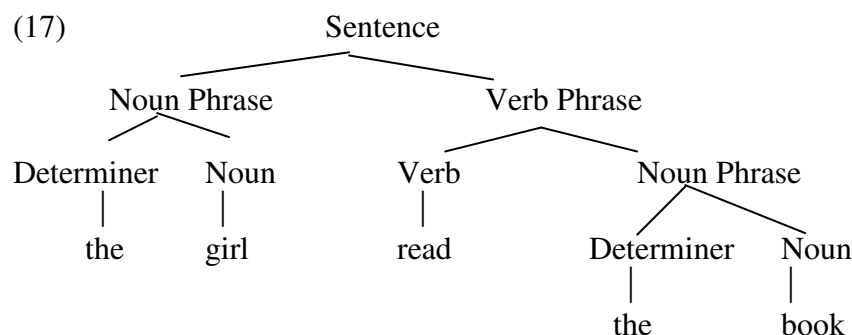 (17) Sentence
Noun Phrase Verb Phrase
Determiner Noun Verb Noun Phrase
the girl read Determiner Noun
the book